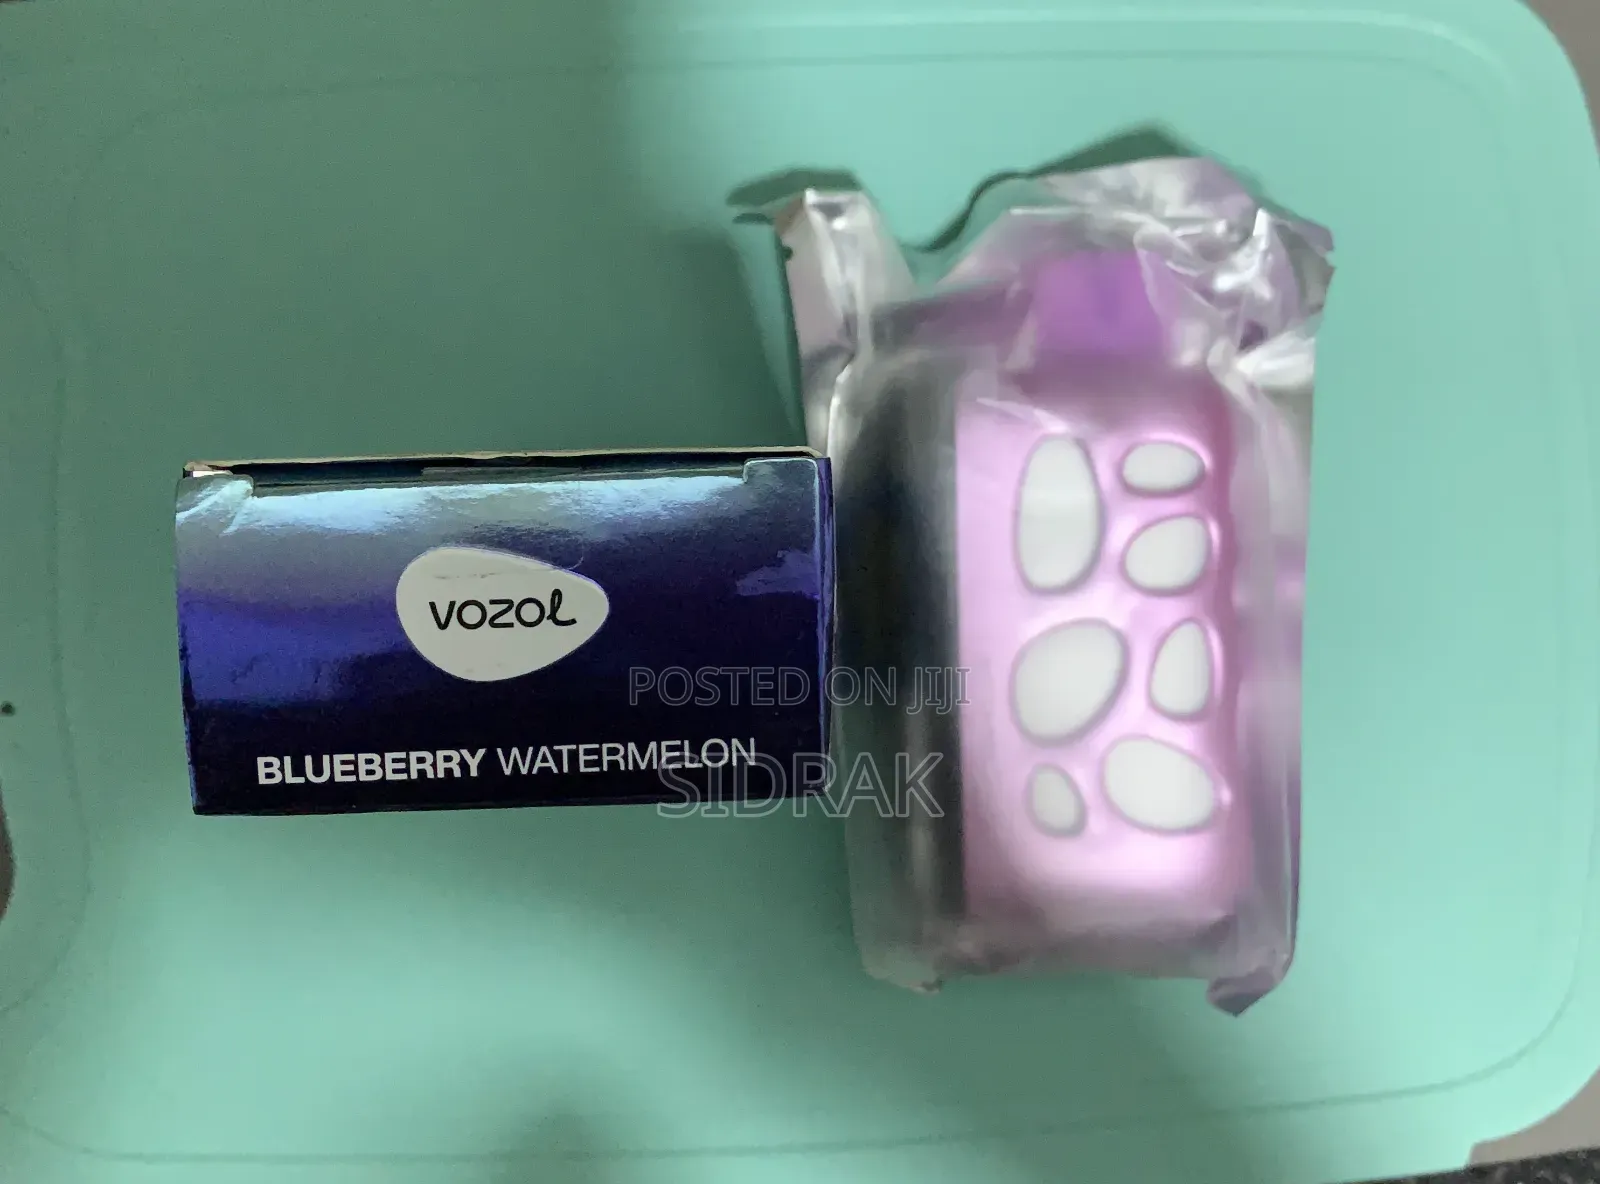 vozol
POSTED ON JIJI
BLUEBERRY WATERMELON
SIDRAK